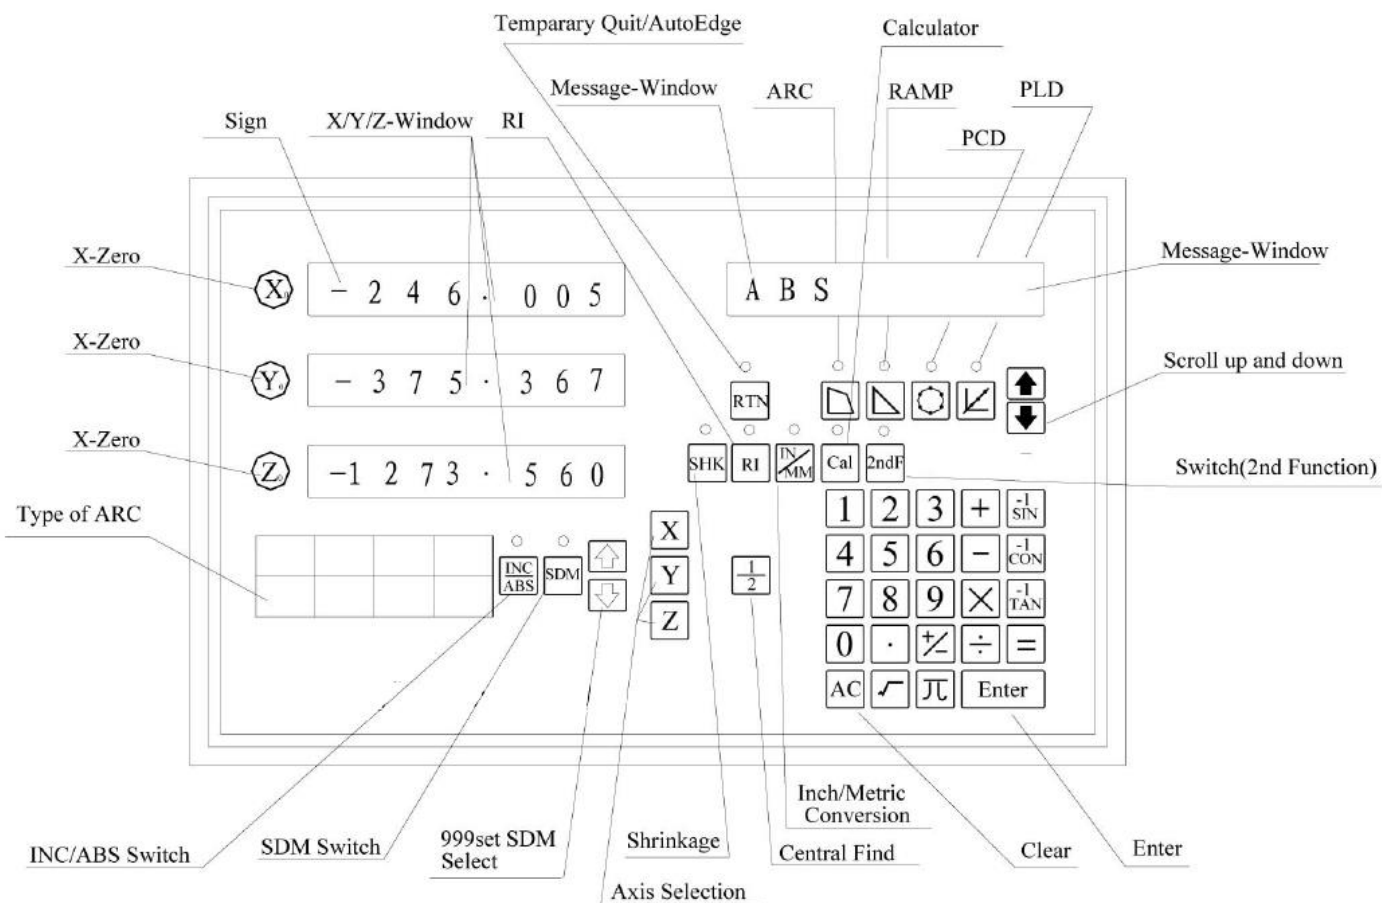 Temparary Quit/AutoEdge
Calculator
Message-Window
ARC
RAMP
PLD
Sign
X/Y/Z-Window
RI
PCD
X-Zero
Message-Window
X0
- 2 4 6 . 0 0 5
A B S
X-Zero
Y0
- 3 7 5 . 3 6 7
Scroll up and down
RTN
X-Zero
Z0
-1 2 7 3 . 5 6 0
SHK
RI
IN/MM
Cal
2ndF
Switch(2nd Function)
Type of ARC
INC
ABS
SDM
X
Y
Z
1
2
1 2 3 + -1 SIN
4 5 6 - -1 CON
7 8 9 × -1 TAN
0 . +/- ÷ =
AC √ π Enter
Inch/Metric
Conversion
INC/ABS Switch
SDM Switch
999set SDM
Select
Shrinkage
Central Find
Clear
Enter
Axis Selection